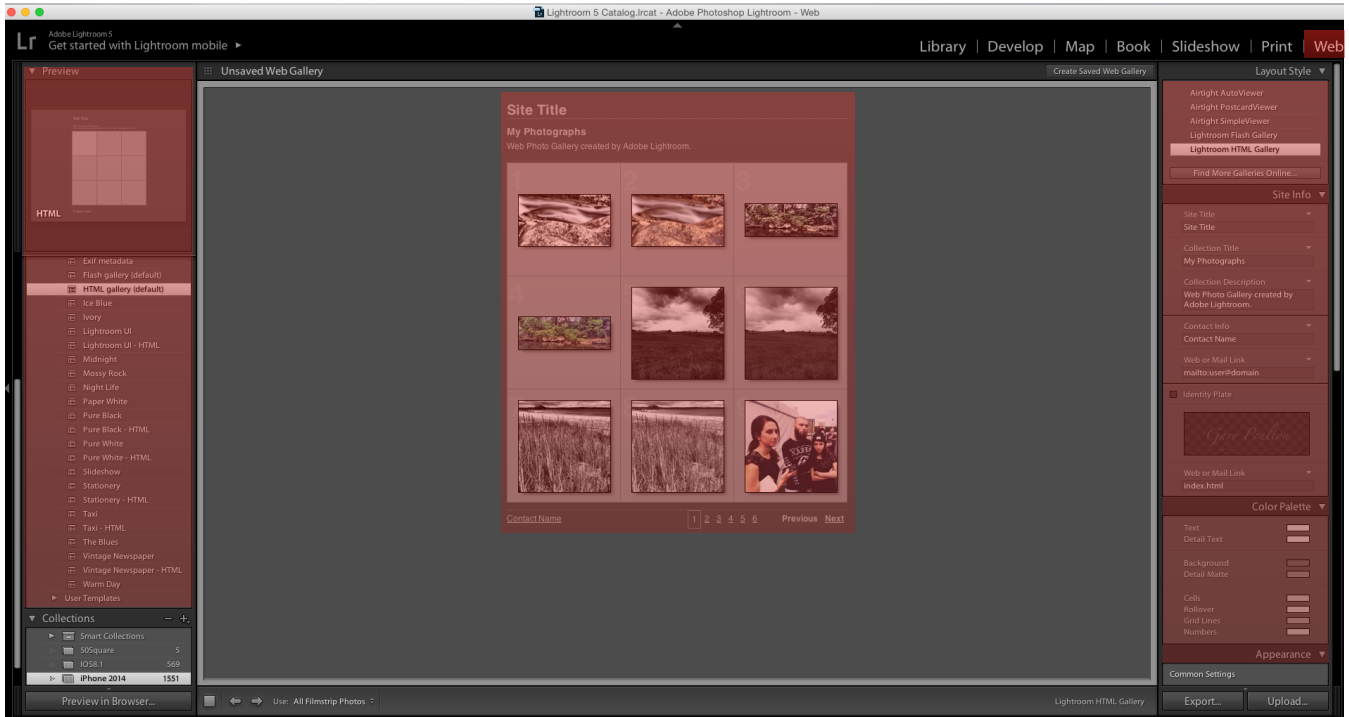 Lightroom 5 Catalog.lrcat - Adobe Photoshop Lightroom - Web
Lr
Adobe Lightroom 5
Get started with Lightroom mobile ►
Library | Develop | Map | Book | Slideshow | Print | Web
Preview
HTML
Exif metadata
Flash gallery (default)
HTML gallery (default)
Ice Blue
Ivory
Lightroom UI
Lightroom UI - HTML
Midnight
Mossy Rock
Night Life
Paper White
Pure Black
Pure Black - HTML
Pure White
Pure White - HTML
Slideshow
Stationery
Stationery - HTML
Taxi
Taxi - HTML
The Blues
Vintage Newspaper
Vintage Newspaper - HTML
Warm Day
User Templates
Collections
Smart Collections
50Square 5
IOS8.1 569
iPhone 2014 1551
Preview in Browser...
Unsaved Web Gallery
Create Saved Web Gallery
Site Title
My Photographs
Web Photo Gallery created by Adobe Lightroom.
1 2 3
4
Contact Name
1 2 3 4 5 6 Previous Next
Use: All Filmstrip Photos
Lightroom HTML Gallery
Layout Style
Airtight AutoViewer
Airtight PostcardViewer
Airtight SimpleViewer
Lightroom Flash Gallery
Lightroom HTML Gallery
Find More Galleries Online...
Site Info
Site Title
Site Title
Collection Title
My Photographs
Collection Description
Web Photo Gallery created by
Adobe Lightroom.
Contact Info
Contact Name
Web or Mail Link
mailto:user@domain
Identity Plate
Gary Poulton
Web or Mail Link
index.html
Color Palette
Text
Detail Text
Background
Detail Matte
Cells
Rollover
Grid Lines
Numbers
Appearance
Common Settings
Export...
Upload...